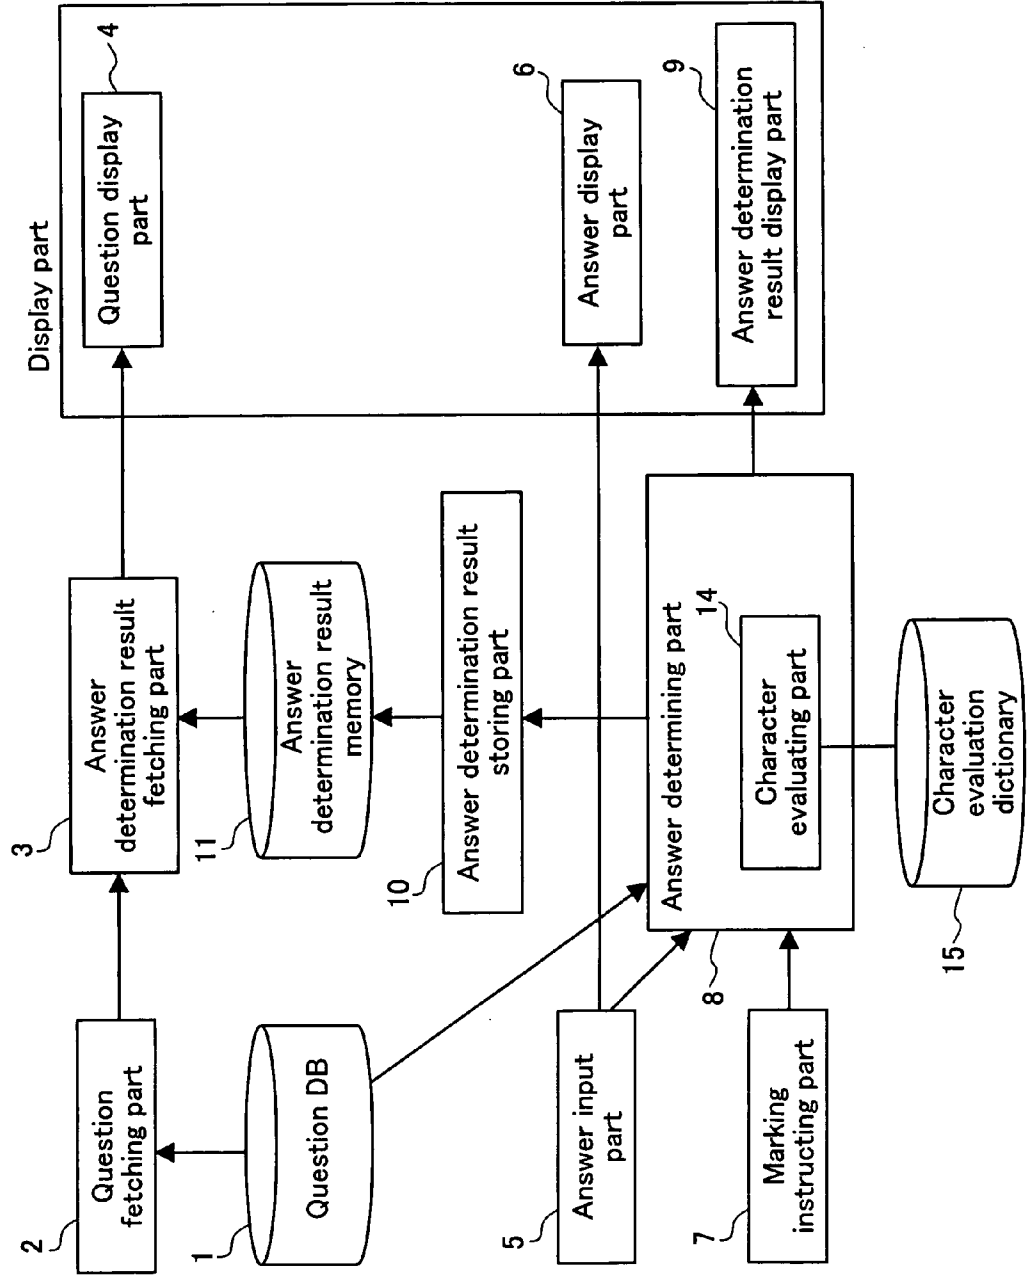 Display part
2
Question
fetching part
3
Answer
determination result
fetching part
4
Question display
part
1
Question DB
11
Answer
determination result
memory
10
Answer determination result
storing part
5
Answer input
part
6
Answer display
part
7
Marking
instructing part
8
Answer determining part
14
Character
evaluating part
9
Answer determination
result display part
15
Character
evaluation
dictionary